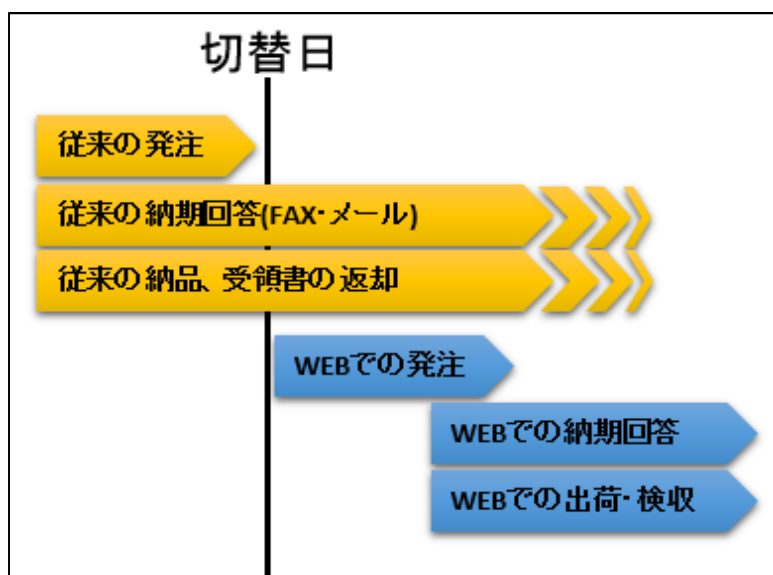 切替日
従来の発注
従来の納期回答(FAX・メール)
従来の納品、受領書の返却
WEBでの発注
WEBでの納期回答
WEBでの出荷・検収